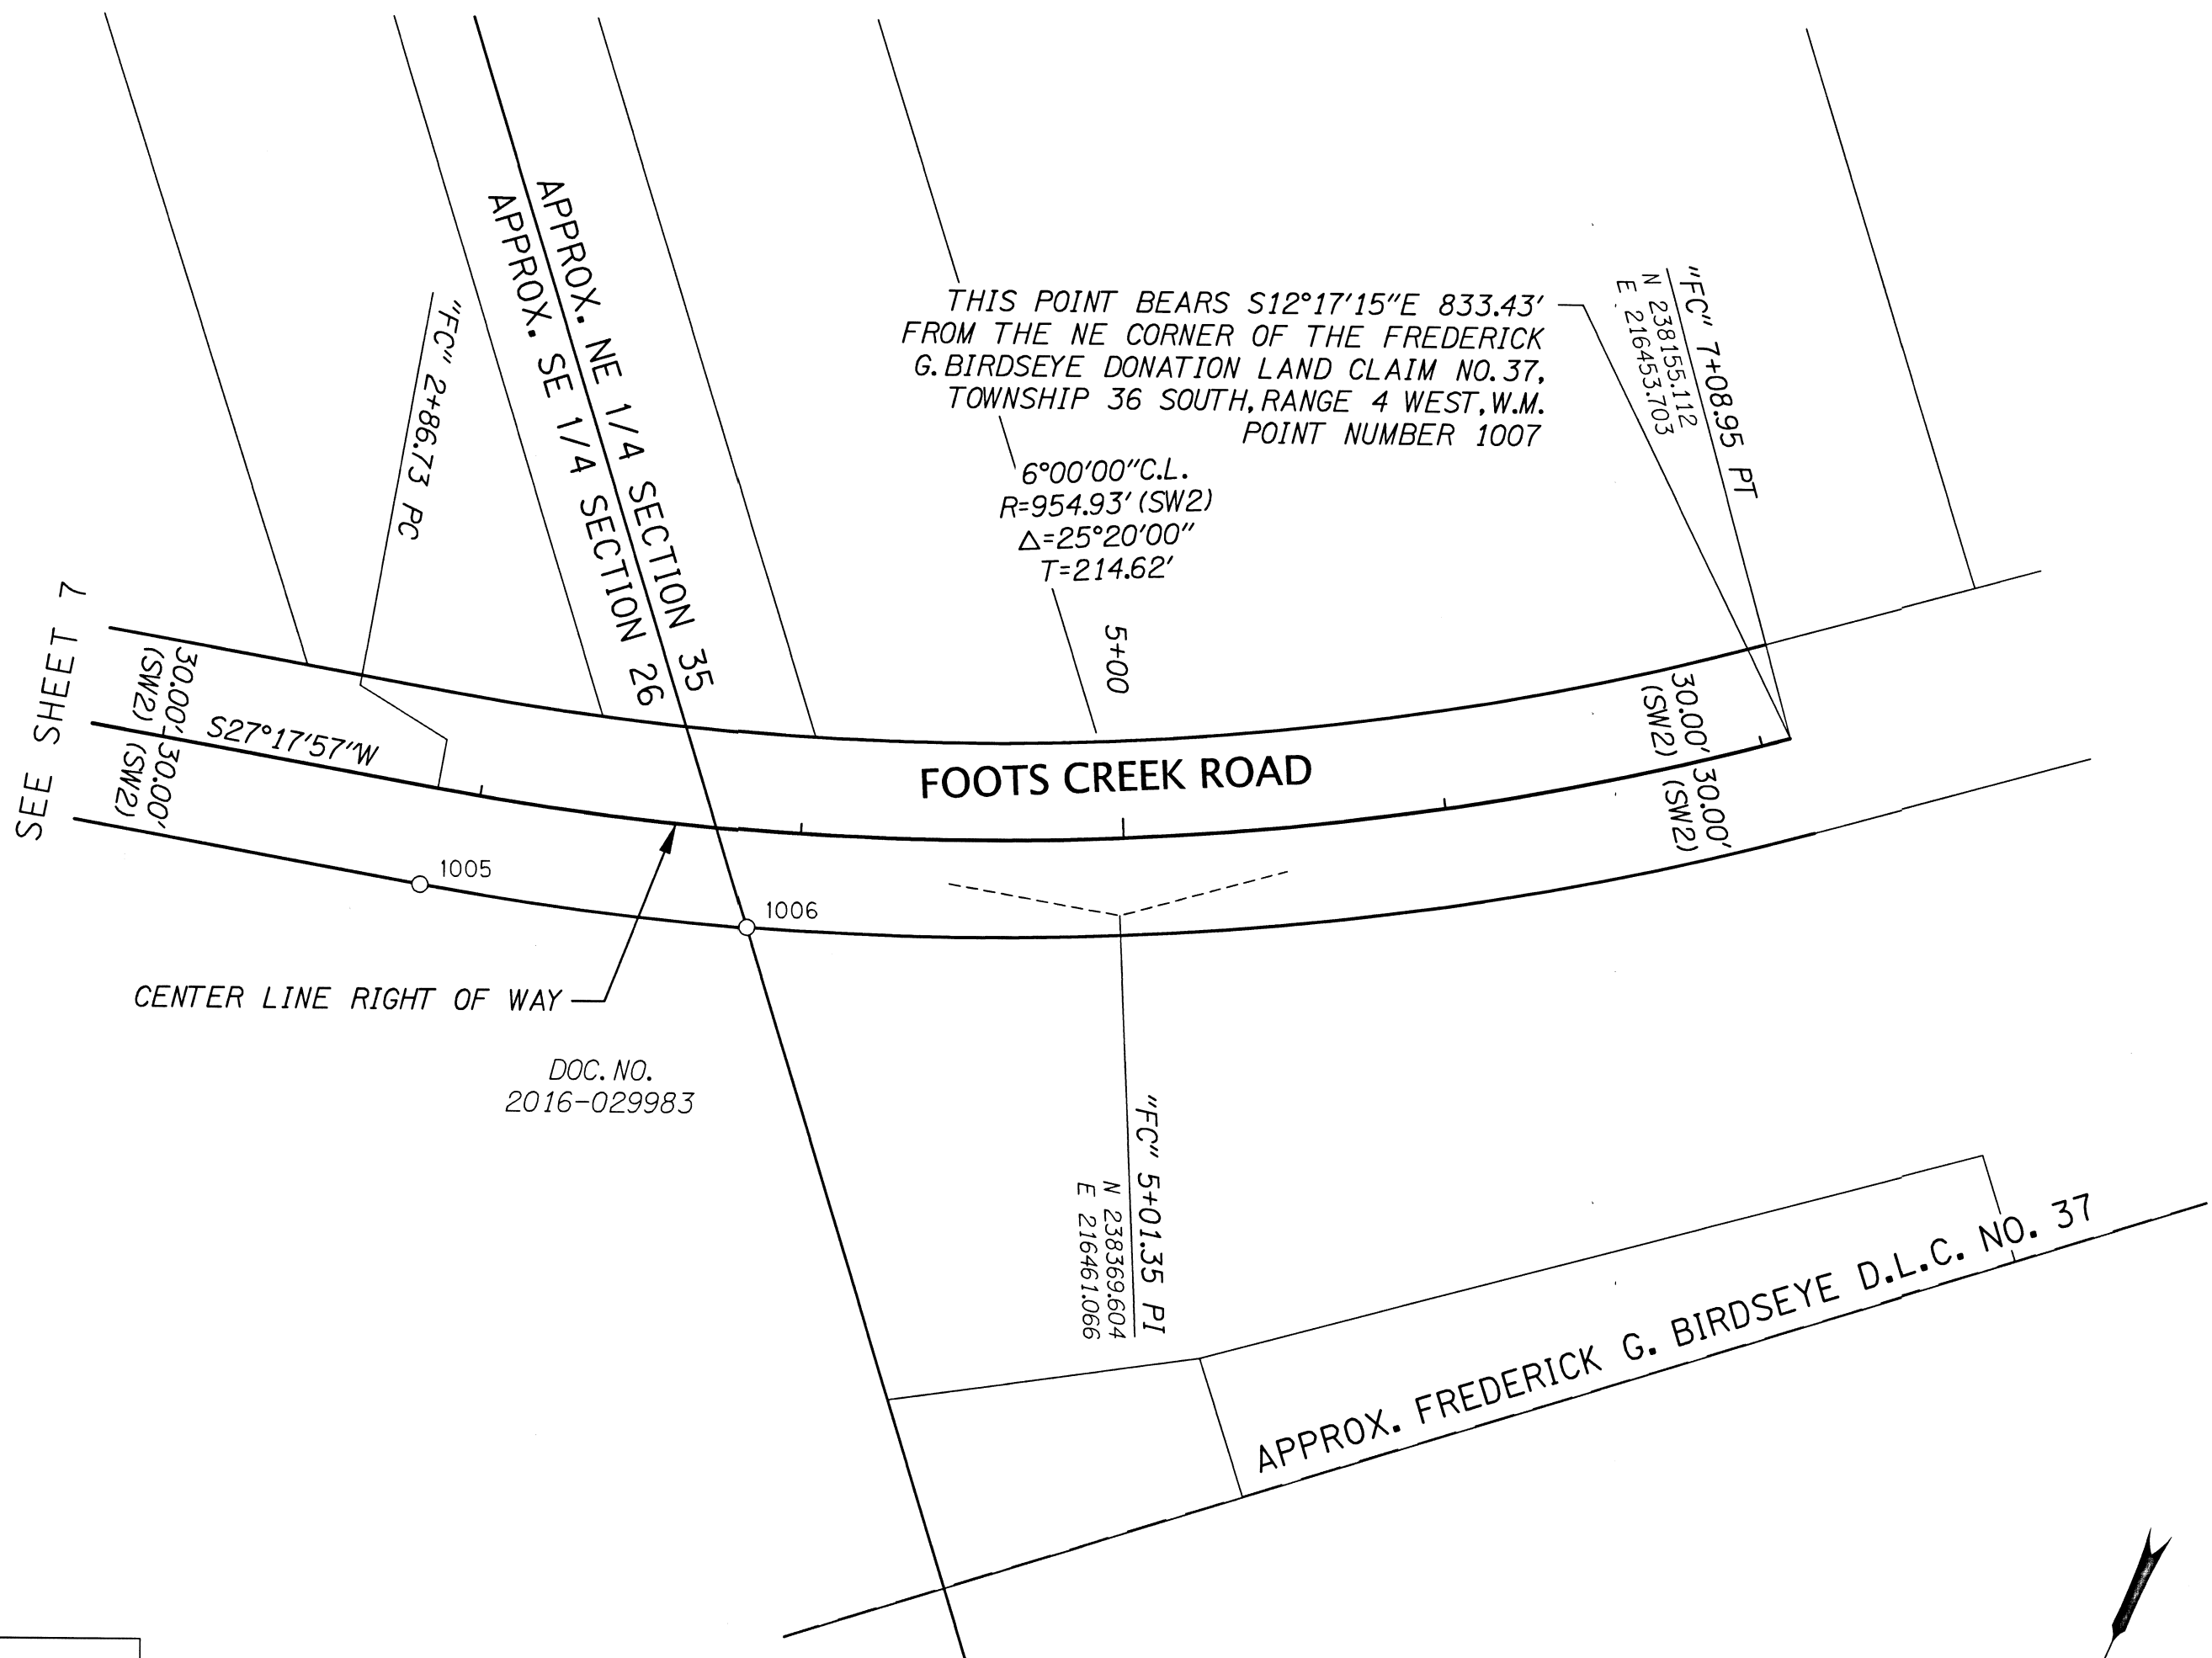 APPROX. NE 1/4 SECTION 35
APPROX. SE 1/4 SECTION 26
"FC" 2+86.73 PC
THIS POINT BEARS S12°17'15"E 833.43'
FROM THE NE CORNER OF THE FREDERICK
G. BIRDSEYE DONATION LAND CLAIM NO. 37,
TOWNSHIP 36 SOUTH, RANGE 4 WEST, W.M.
POINT NUMBER 1007
"FC" 7+08.95 PT
N 238155.112
E 216453.703
6°00'00"C.L.
R=954.93' (SW2)
Δ=25°20'00"
T=214.62'
5+00
SEE SHEET 7
30.00'
(SW2)
30.00'
(SW2)
S27°17'57"W
FOOTS CREEK ROAD
30.00'
(SW2)
30.00'
(SW2)
1005
1006
CENTER LINE RIGHT OF WAY
DOC. NO.
2016-029983
"FC" 5+01.35 PI
N 238369.604
E 216461.066
APPROX. FREDERICK G. BIRDSEYE D.L.C. NO. 37